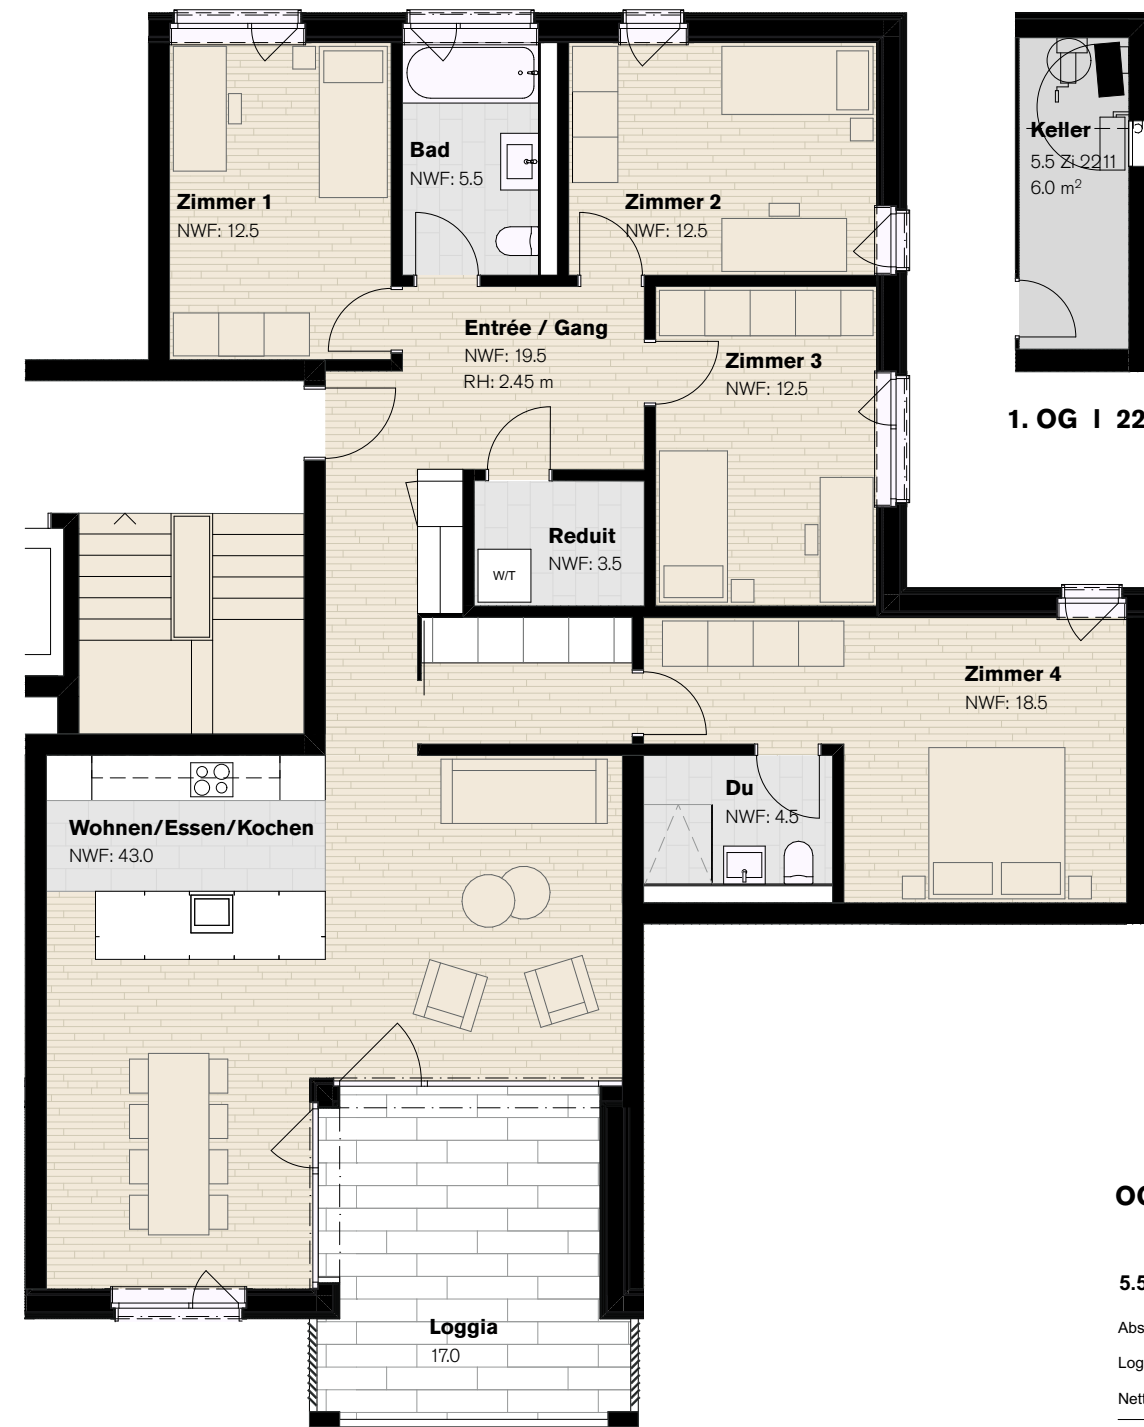 Bad
NWF: 5.5
Zimmer 1
NWF: 12.5
Zimmer 2
NWF: 12.5
Keller
5.5 Zi 2211
6.0 m²
Entrée / Gang
NWF: 19.5
RH: 2.45 m
Zimmer 3
NWF: 12.5
1. OG I 22
Reduit
NWF: 3.5
W/T
Zimmer 4
NWF: 18.5
Du
NWF: 4.5
Wohnen/Essen/Kochen
NWF: 43.0
Loggia
17.0
OG
5.5
Abs
Log
Nett